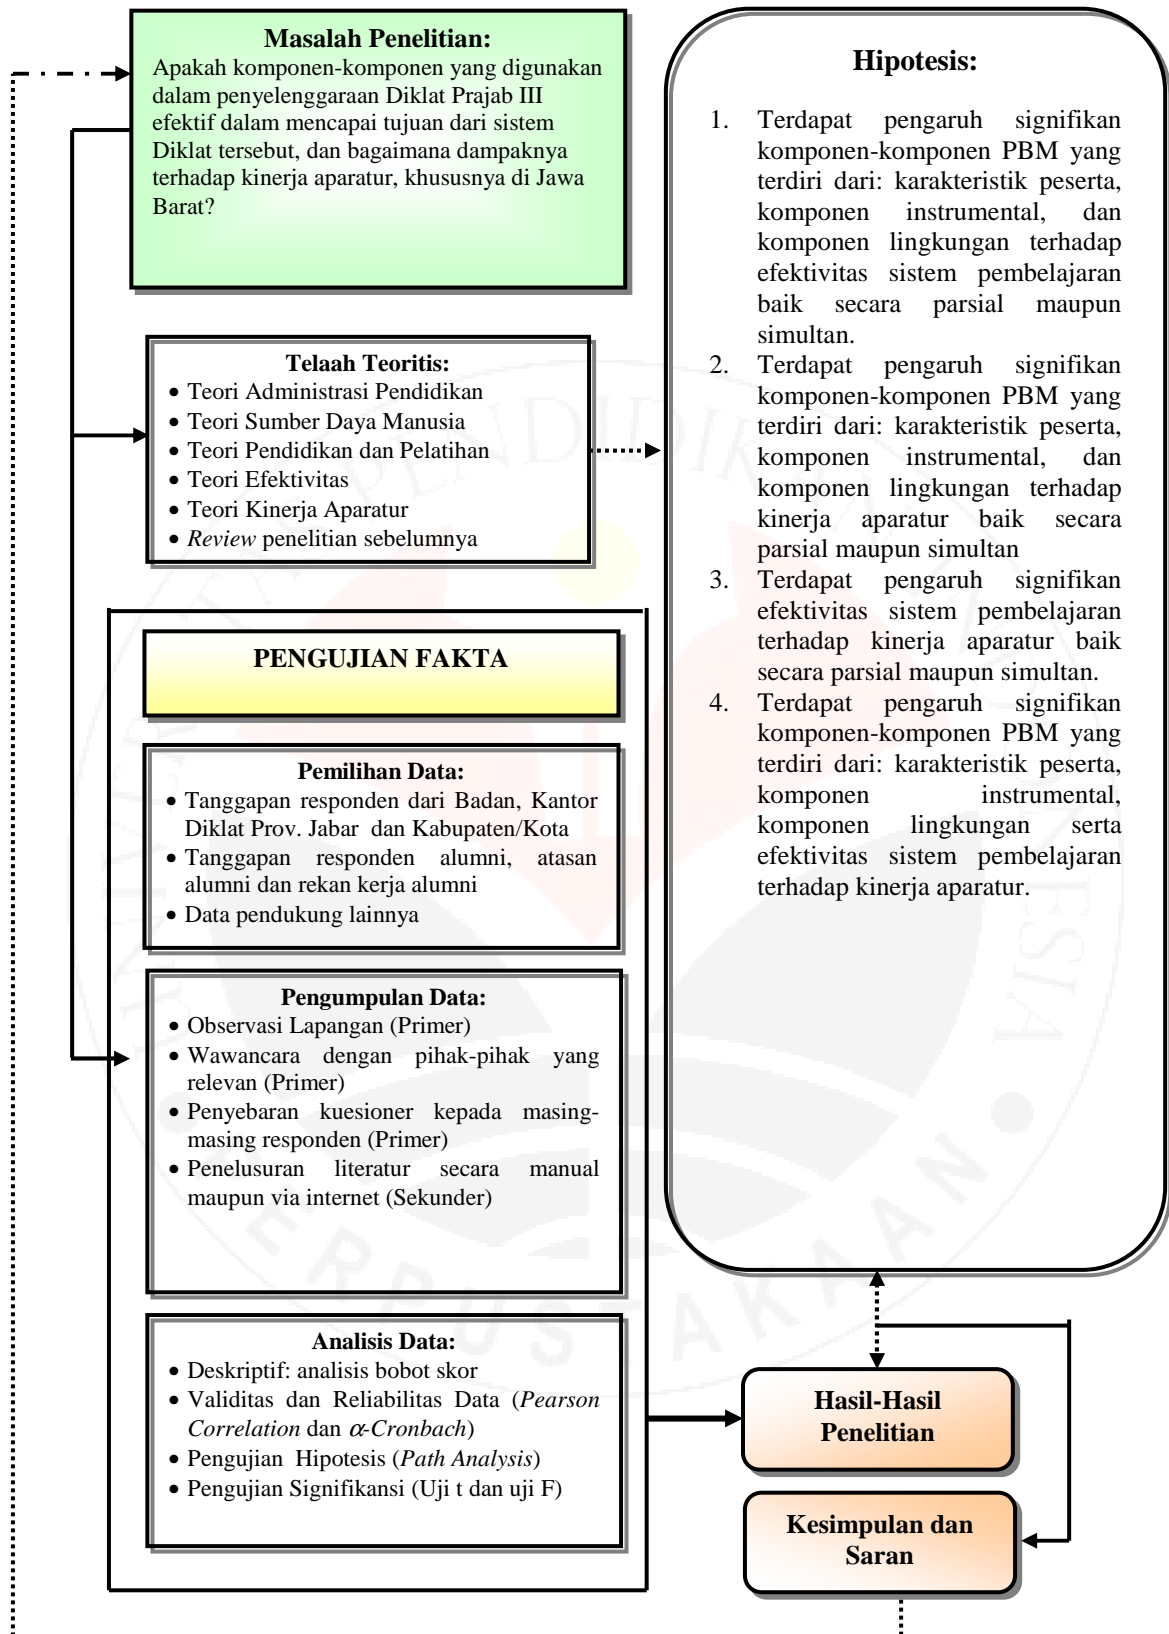 Masalah Penelitian:
Apakah komponen-komponen yang digunakan
dalam penyelenggaraan Diklat Prajab III
efektif dalam mencapai tujuan dari sistem
Diklat tersebut, dan bagaimana dampaknya
terhadap kinerja aparatur, khususnya di Jawa
Barat?
Telaah Teoritis:
• Teori Administrasi Pendidikan
• Teori Sumber Daya Manusia
• Teori Pendidikan dan Pelatihan
• Teori Efektivitas
• Teori Kinerja Aparatur
• Review penelitian sebelumnya
PENGUJIAN FAKTA
Pemilihan Data:
• Tanggapan responden dari Badan, Kantor
Diklat Prov. Jabar dan Kabupaten/Kota
• Tanggapan responden alumni, atasan
alumni dan rekan kerja alumni
• Data pendukung lainnya
Pengumpulan Data:
• Observasi Lapangan (Primer)
• Wawancara dengan pihak-pihak yang
relevan (Primer)
• Penyebaran kuesioner kepada masing-
masing responden (Primer)
• Penelusuran literatur secara manual
maupun via internet (Sekunder)
Analisis Data:
• Deskriptif: analisis bobot skor
• Validitas dan Reliabilitas Data (Pearson
Correlation dan α-Cronbach)
• Pengujian Hipotesis (Path Analysis)
• Pengujian Signifikansi (Uji t dan uji F)
Hipotesis:
1. Terdapat pengaruh signifikan
komponen-komponen PBM yang
terdiri dari: karakteristik peserta,
komponen instrumental, dan
komponen lingkungan terhadap
efektivitas sistem pembelajaran
baik secara parsial maupun
simultan.
2. Terdapat pengaruh signifikan
komponen-komponen PBM yang
terdiri dari: karakteristik peserta,
komponen instrumental, dan
komponen lingkungan terhadap
kinerja aparatur baik secara
parsial maupun simultan
3. Terdapat pengaruh signifikan
efektivitas sistem pembelajaran
terhadap kinerja aparatur baik
secara parsial maupun simultan.
4. Terdapat pengaruh signifikan
komponen-komponen PBM yang
terdiri dari: karakteristik peserta,
komponen instrumental,
komponen lingkungan serta
efektivitas sistem pembelajaran
terhadap kinerja aparatur.
Hasil-Hasil
Penelitian
Kesimpulan dan
Saran
UNIVERSITAS PENDIDIKAN INDONESIA
PERPUSTAKAAN